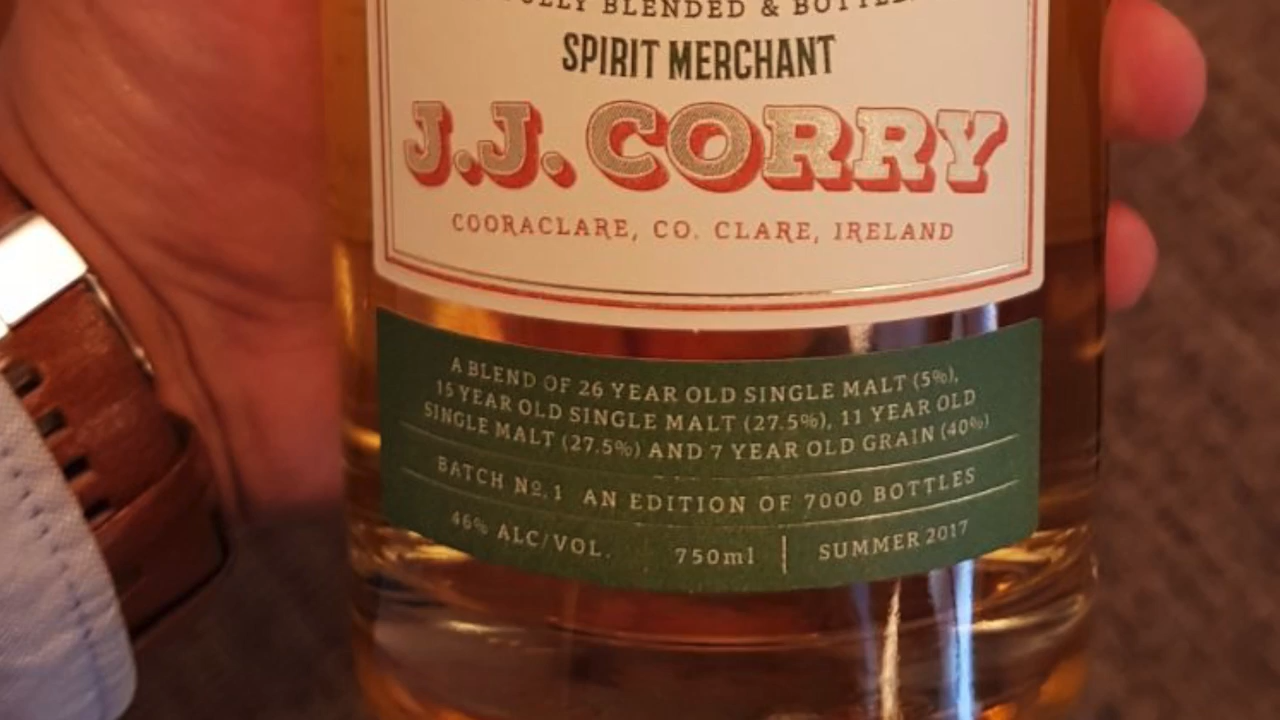 BLENDED &
SPIRIT MERCHANT
J.J. CORRY
COORACLARE, CO. CLARE, IRELAND
A BLEND OF 26 YEAR OLD SINGLE MALT (5%),
15 YEAR OLD SINGLE MALT (27.5%), 11 YEAR OLD
SINGLE MALT (27.5%) AND 7 YEAR OLD GRAIN (40%)
BATCH Nº. 1 AN EDITION OF 7000 BOTTLES
46% ALC/VOL. 750ml | SUMMER 2017